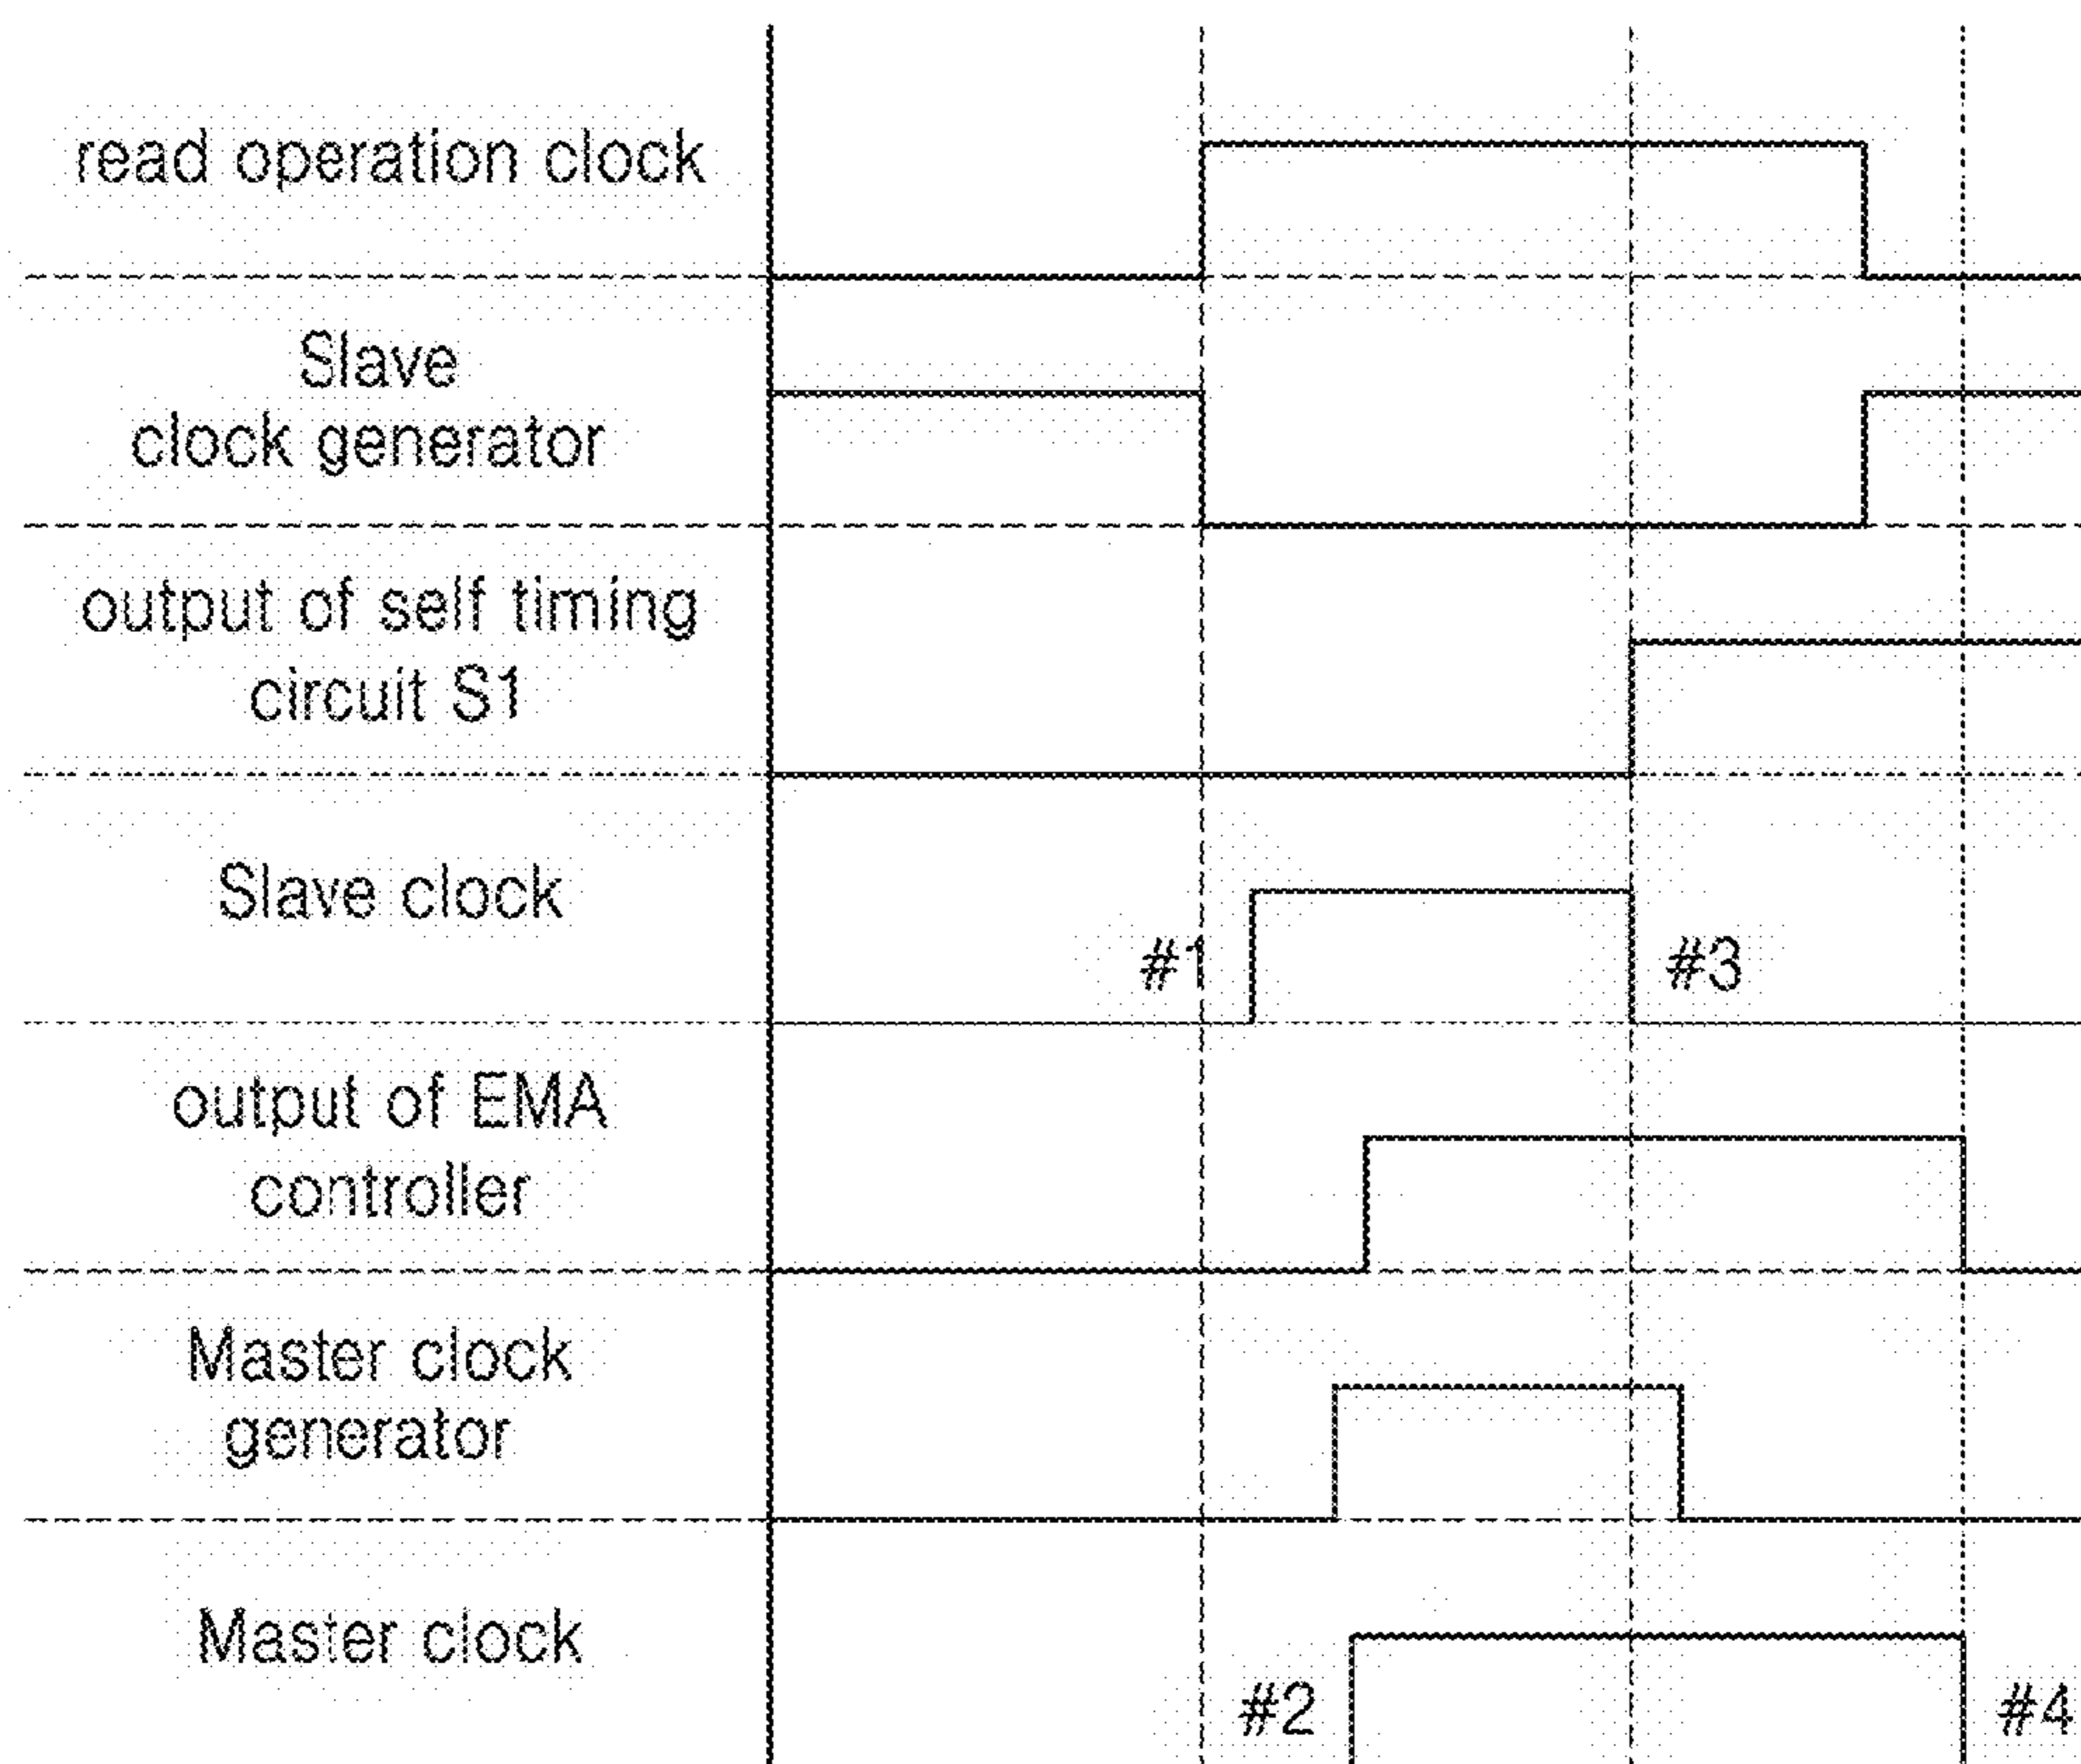 read operation clock
Slave
clock generator
output of self timing
circuit S1
Slave clock
#1
#3
output of EMA
controller
Master clock
generator
Master clock
#2
#4